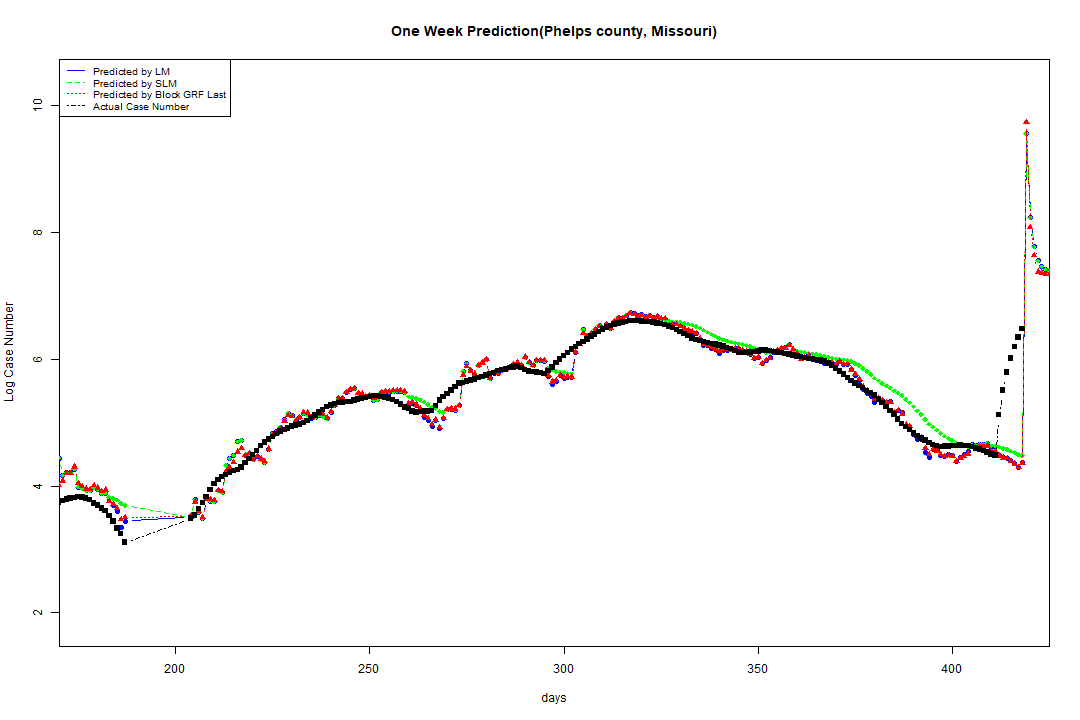 One Week Prediction(Phelps county, Missouri)
Predicted by LM
Predicted by SLM
Predicted by Block GRF Last
Actual Case Number
Log Case Number
10
8
6
4
2
200 250 300 350 400
days